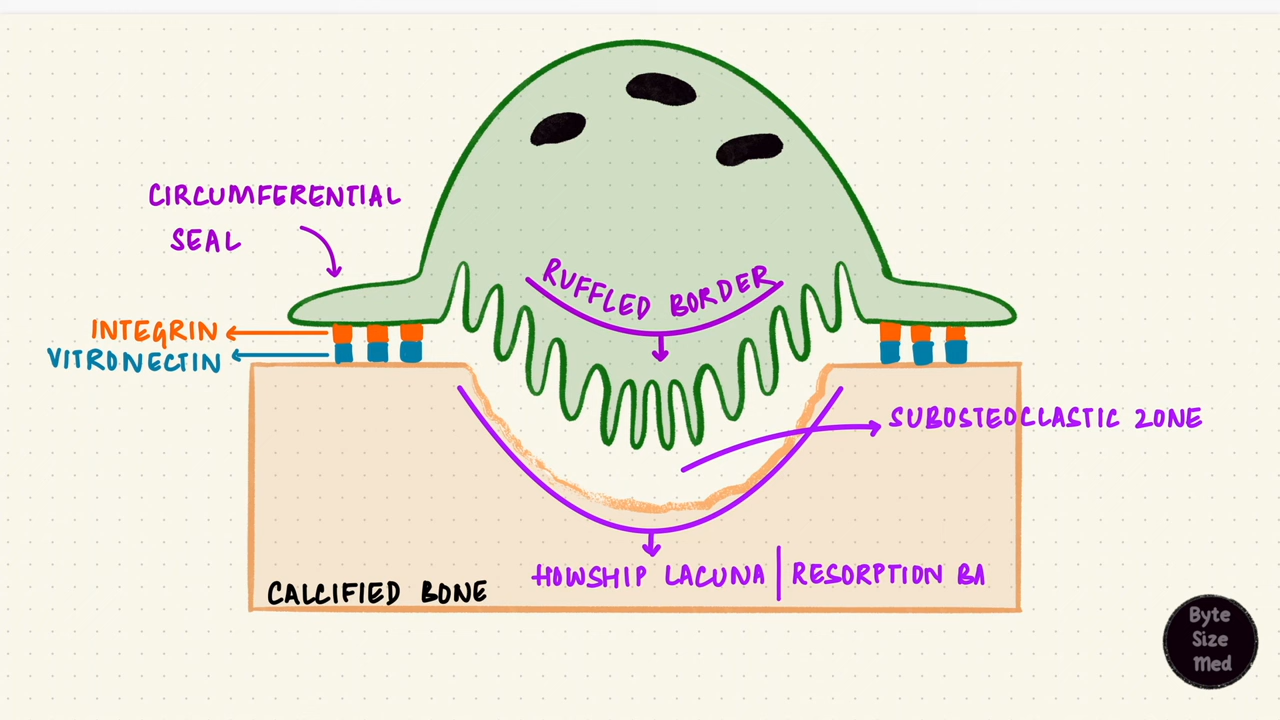 CIRCUMFERENTIAL
SEAL
RUFFLED BORDER
INTEGRIN
VITRONECTIN
SUBOSTEOCLASTIC ZONE
HOWSHIP LACUNA | RESORPTION BA
CALCIFIED BONE
Byte
Size
Med